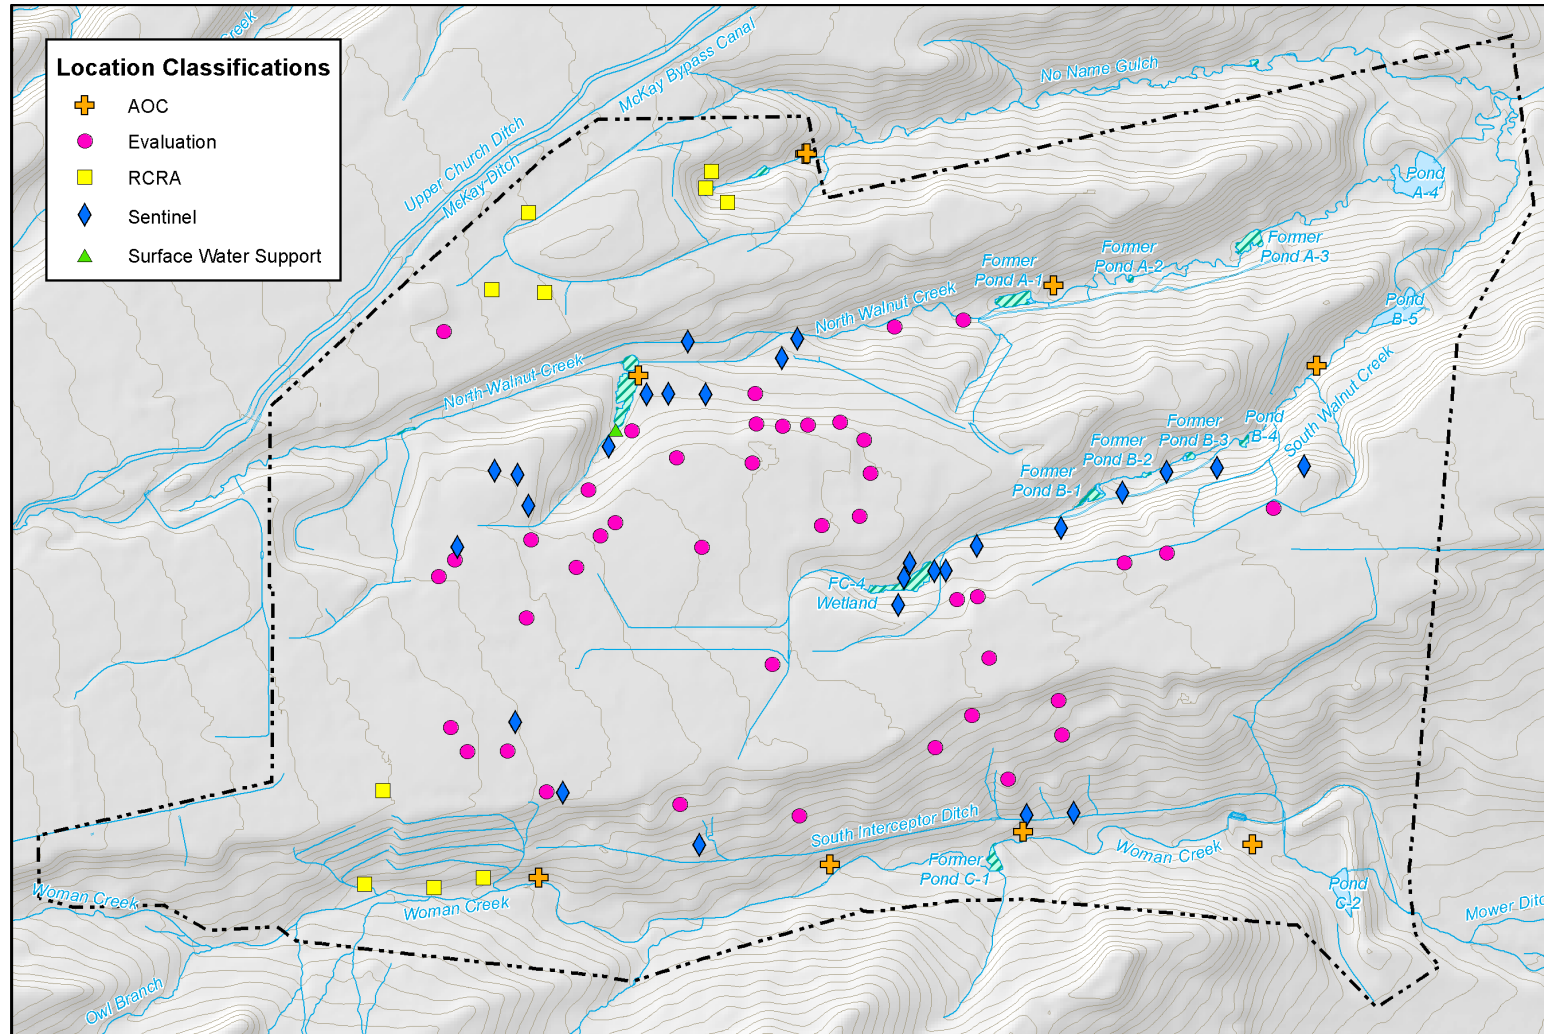 Creek
Location Classifications
AOC
Evaluation
RCRA
Sentinel
Surface Water Support
McKay Bypass Canal
Upper Church Ditch
McKay Ditch
No Name Gulch
Pond
A-4
Former
Pond A-3
Former
Pond A-2
Former
Pond A-1
North Walnut Creek
Pond
B-5
North Walnut Creek
South Walnut Creek
Pond
B-4
Former
Pond B-3
Former
Pond B-2
Former
Pond B-1
FC-4
Wetland
South Interceptor Ditch
Woman Creek
Former
Pond C-1
Pond
C-2
Woman Creek
Woman Creek
Mower Ditc
Owl Branch